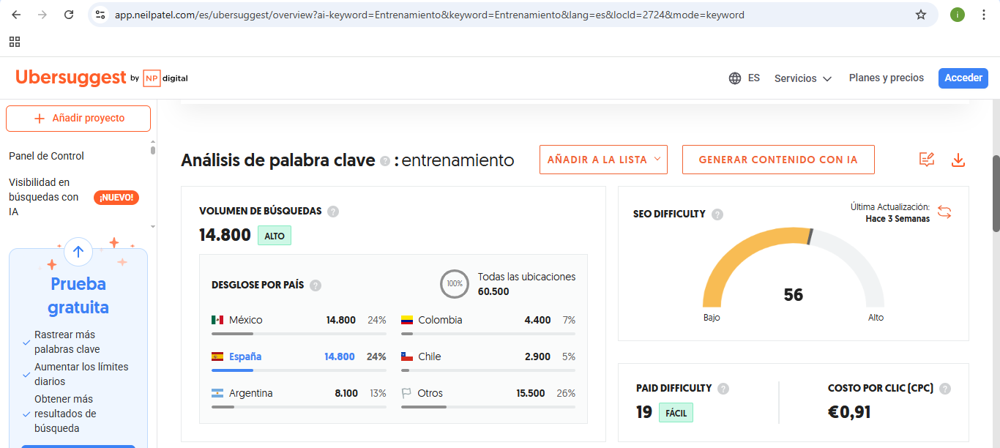 app.neilpatel.com/es/ubersuggest/overview?ai-keyword=Entrenamiento&keyword=Entrenamiento&lang=es&locId=2724&mode=keyword
i
Ubersuggest by NP digital
ES
Servicios
Planes y precios
Acceder
+ Añadir proyecto
Panel de Control
Visibilidad en
búsquedas con
IA
¡NUEVO!
Prueba
gratuita
Rastrear más
palabras clave
Aumentar los límites
diarios
Obtener más
resultados de
búsqueda
Análisis de palabra clave ? : entrenamiento
AÑADIR A LA LISTA
GENERAR CONTENIDO CON IA
VOLUMEN DE BÚSQUEDAS ?
14.800 ALTO
DESGLOSE POR PAÍS ?
100%
Todas las ubicaciones
60.500
México 14.800 24%
Colombia 4.400 7%
España 14.800 24%
Chile 2.900 5%
Argentina 8.100 13%
Otros 15.500 26%
SEO DIFFICULTY ?
Última Actualización:
Hace 3 Semanas
56
Bajo
Alto
PAID DIFFICULTY ?
19 FÁCIL
COSTO POR CLIC (CPC) ?
€0,91